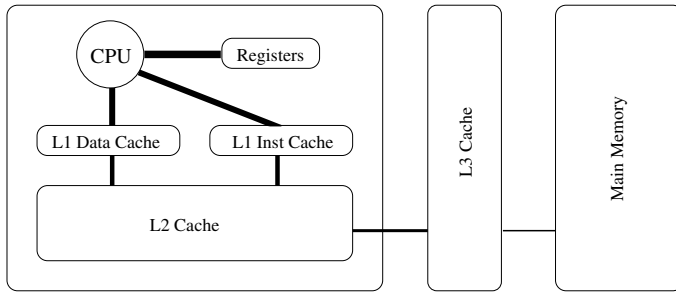 CPU
Registers
L1 Data Cache
L1 Inst Cache
L2 Cache
L3 Cache
Main Memory